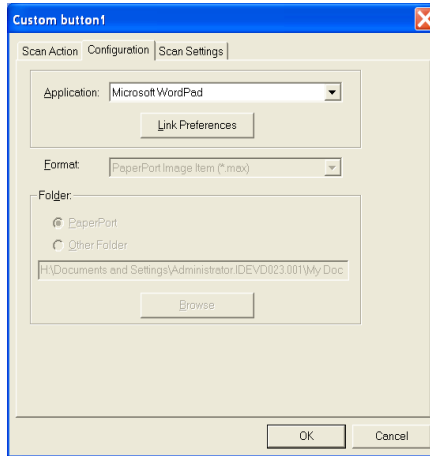 Custom button1
Scan Action Configuration Scan Settings
Application: Microsoft WordPad
Link Preferences
Format: PaperPort Image Item (*.max)
Folder:
PaperPort
Other Folder
H:\Documents and Settings\Administrator.IDEVD023.001\My Doc
Browse
OK Cancel